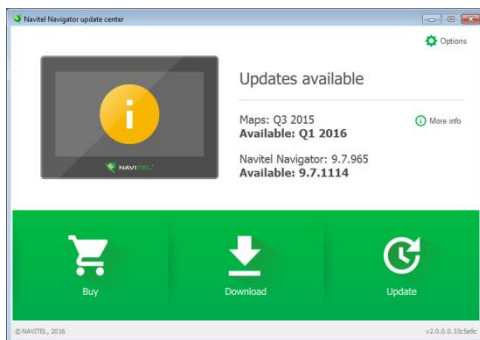 Navitel Navigator update center
Options
Updates available
Maps: Q3 2015
Available: Q1 2016
More info
Navitel Navigator: 9.7.965
Available: 9.7.1114
NAVITEL
Buy
Download
Update
© NAVITEL, 2016